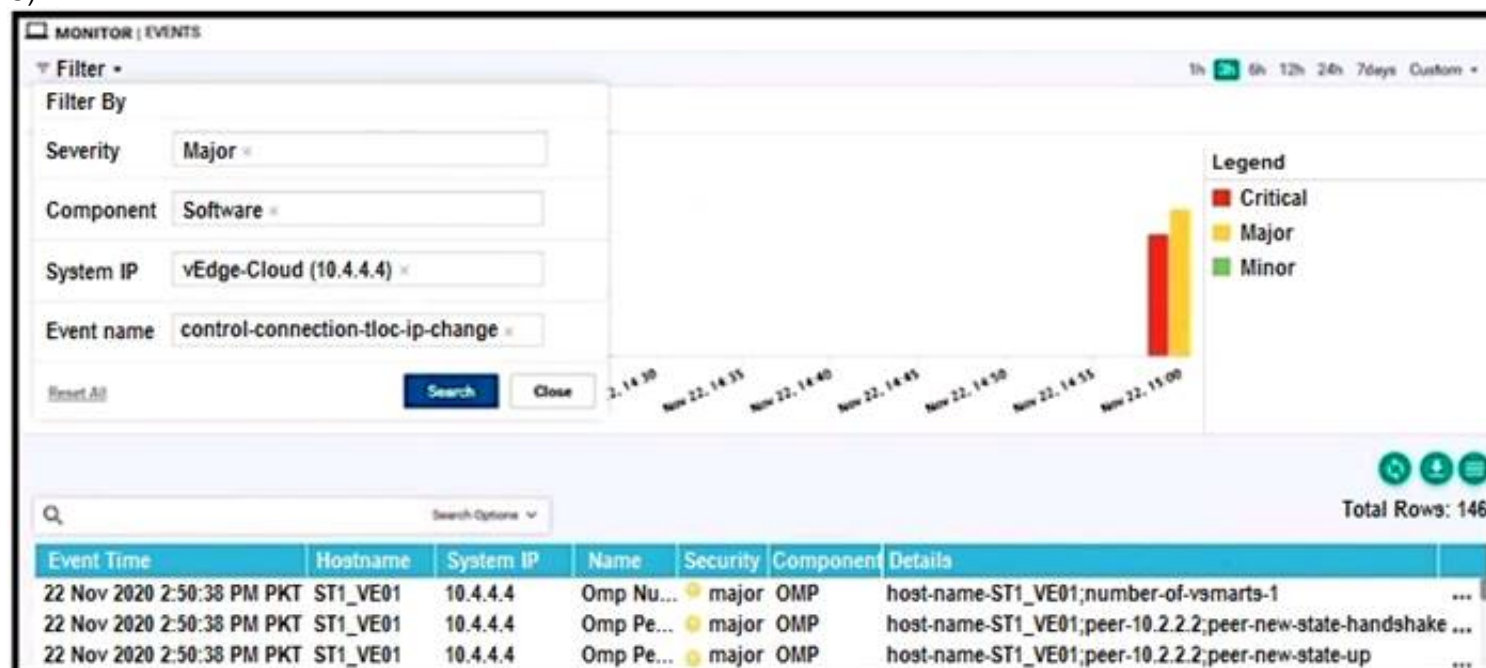 MONITOR | EVENTS
Filter
1h 3h 6h 12h 24h 7days Custom
Filter By
Severity Major ×
Component Software ×
System IP vEdge-Cloud (10.4.4.4) ×
Event name control-connection-tloc-ip-change ×
Reset All Search Close
Legend
Critical
Major
Minor
2, 14:30 Nov 22, 14:35 Nov 22, 14:40 Nov 22, 14:45 Nov 22, 14:50 Nov 22, 14:55 Nov 22, 15:00
Search Options
Total Rows: 146
Event Time Hostname System IP Name Security Component Details
22 Nov 2020 2:50:38 PM PKT ST1_VE01 10.4.4.4 Omp Nu... major OMP host-name-ST1_VE01;number-of-vsmarts-1 ...
22 Nov 2020 2:50:38 PM PKT ST1_VE01 10.4.4.4 Omp Pe... major OMP host-name-ST1_VE01;peer-10.2.2.2;peer-new-state-handshake ...
22 Nov 2020 2:50:38 PM PKT ST1_VE01 10.4.4.4 Omp Pe... major OMP host-name-ST1_VE01;peer-10.2.2.2;peer-new-state-up ...